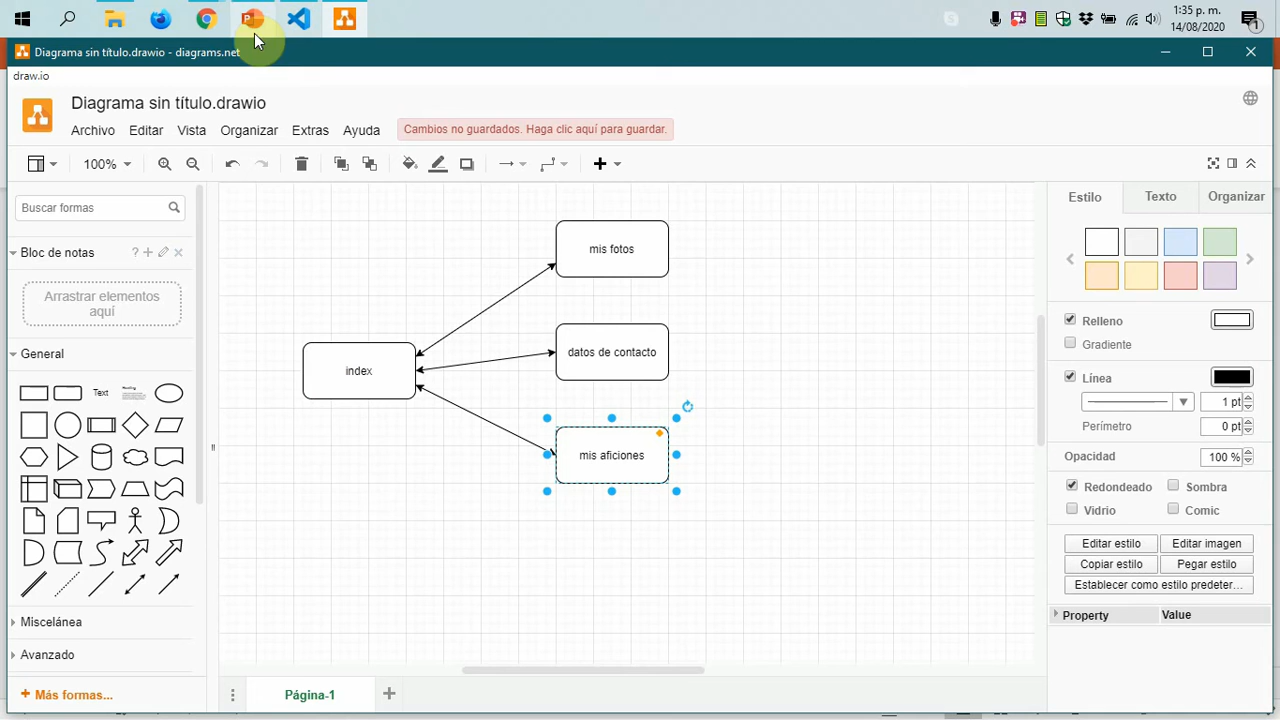 1:35 p. m.
14/08/2020
1
Diagrama sin título.drawio - diagrams.net
draw.io
Diagrama sin título.drawio
Archivo Editar Vista Organizar Extras Ayuda Cambios no guardados. Haga clic aquí para guardar.
100%
Buscar formas
Estilo Texto Organizar
Bloc de notas ?
Arrastrar elementos
aquí
General
Text
Miscelánea
Avanzado
+ Más formas...
mis fotos
index
datos de contacto
mis aficiones
Relleno
Gradiente
Línea
1 pt
Perímetro 0 pt
Opacidad 100 %
Redondeado Sombra
Vidrio Comic
Editar estilo Editar imagen
Copiar estilo Pegar estilo
Establecer como estilo predeter...
Property Value
Página-1